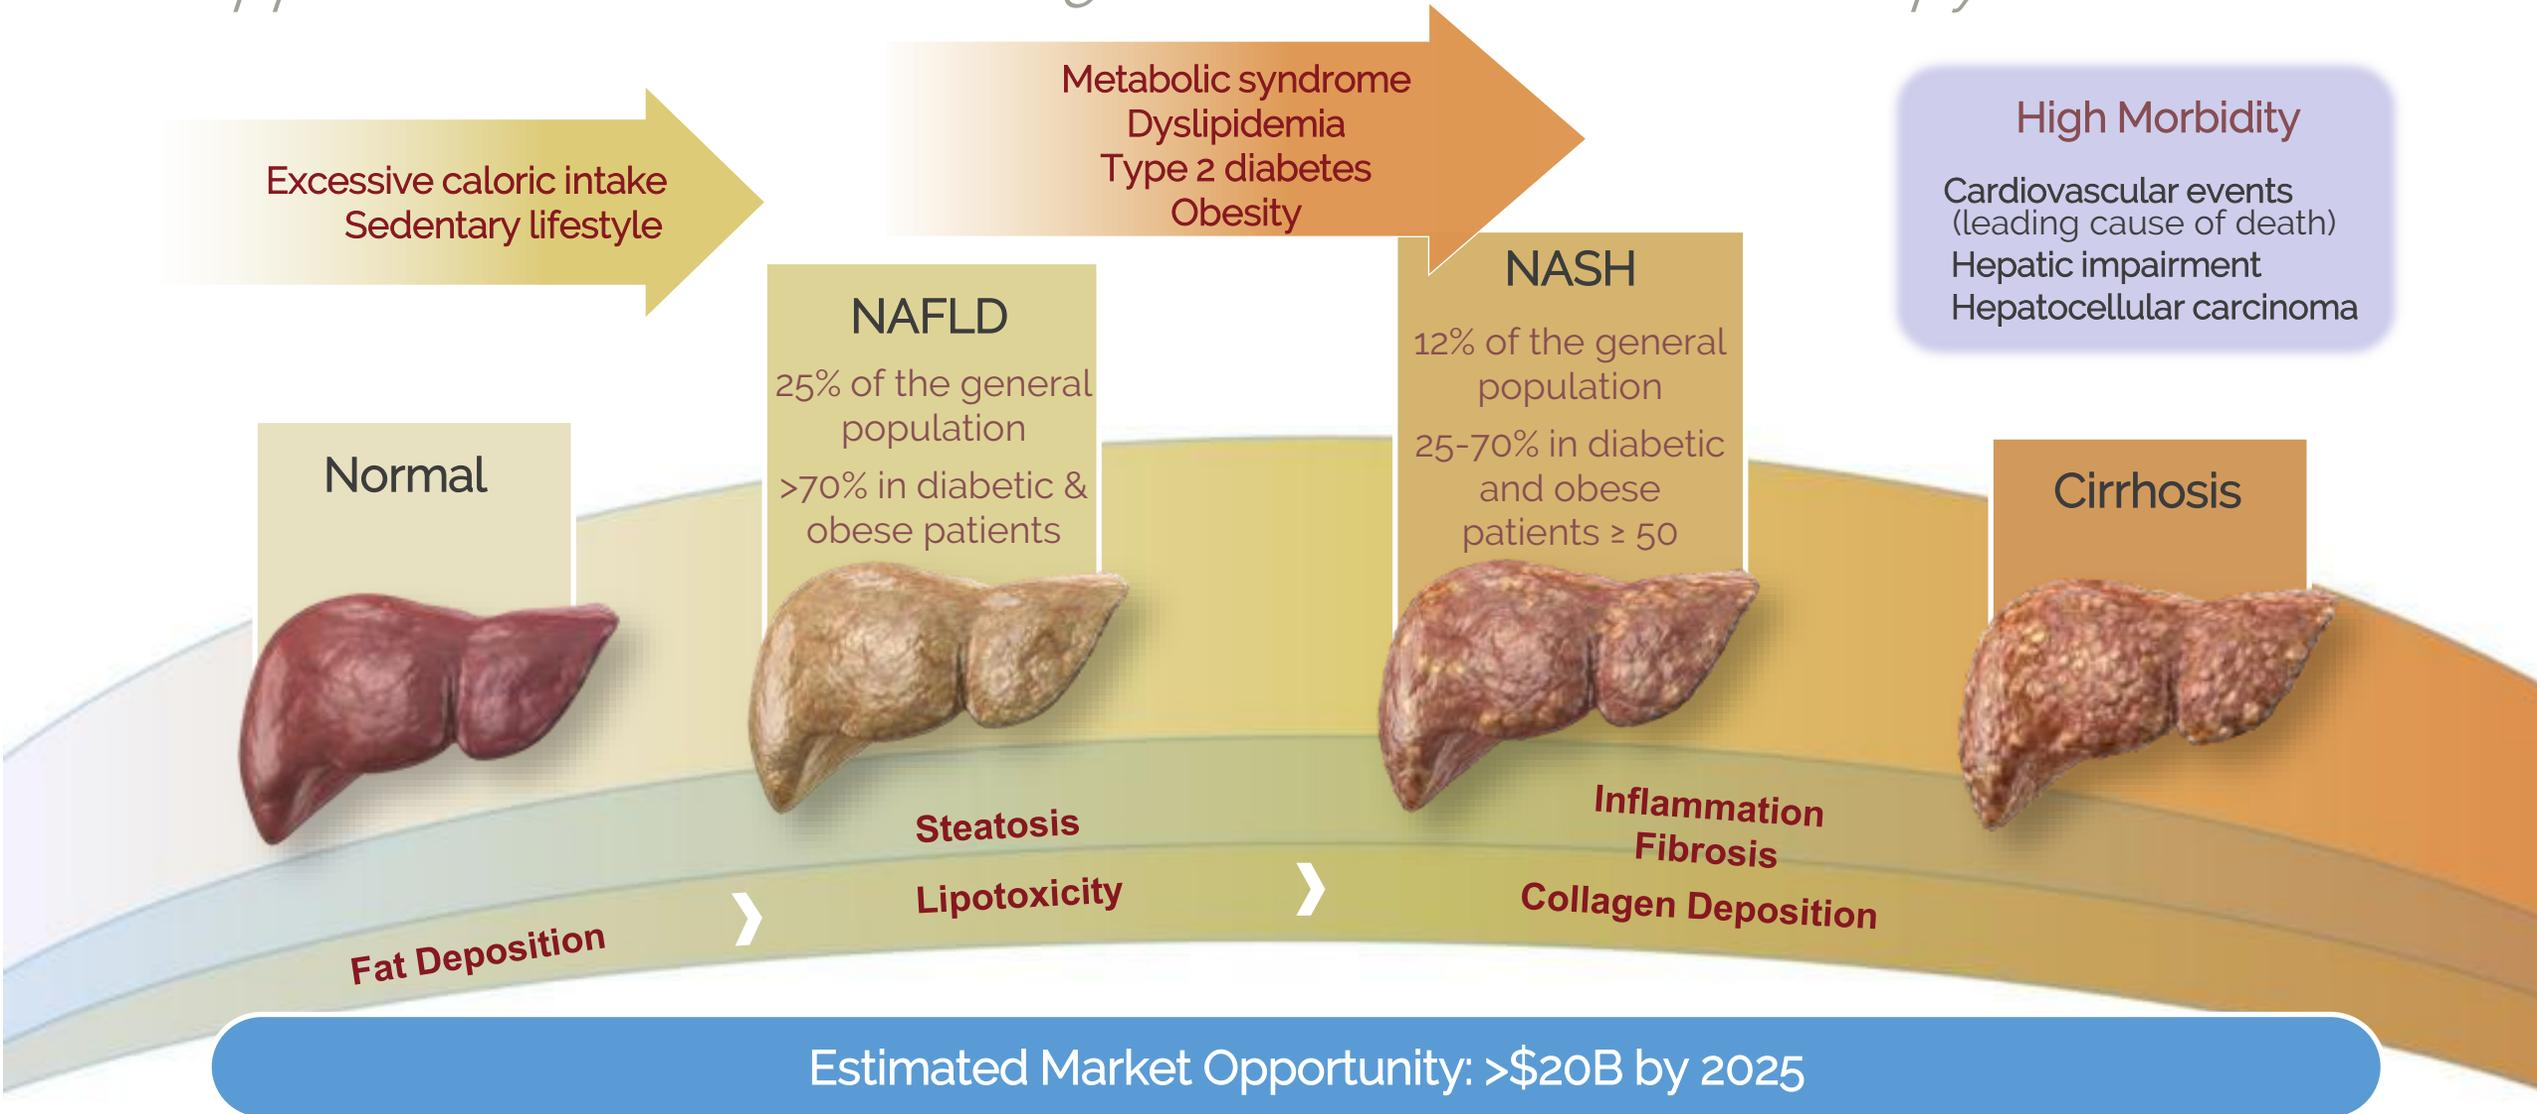 Excessive caloric intake
Sedentary lifestyle
Metabolic syndrome
Dyslipidemia
Type 2 diabetes
Obesity
High Morbidity
Cardiovascular events
(leading cause of death)
Hepatic impairment
Hepatocellular carcinoma
Normal
NAFLD
25% of the general
population
>70% in diabetic &
obese patients
NASH
12% of the general
population
25-70% in diabetic
and obese
patients ≥ 50
Cirrhosis
Steatosis
Inflammation
Fibrosis
Fat Deposition
Lipotoxicity
Collagen Deposition
Estimated Market Opportunity: >$20B by 2025